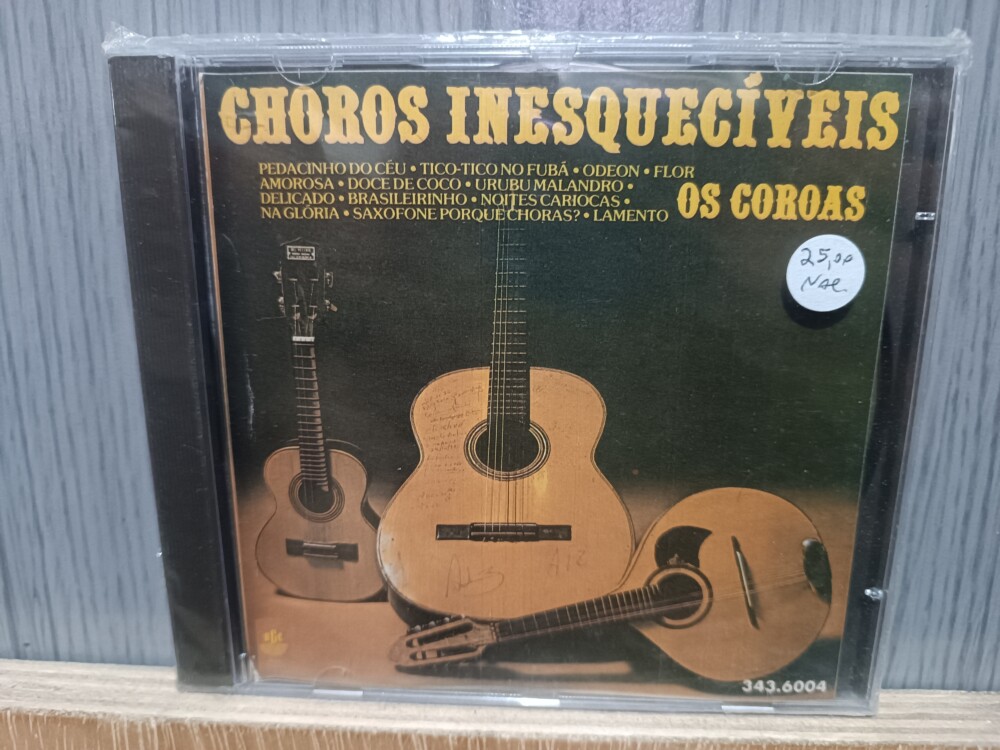 CHOROS INESQUECÍVEIS
PEDACINHO DO CÉU • TICO-TICO NO FUBÁ • ODEON • FLOR
AMOROSA • DOCE DE COCO • URUBU MALANDRO •
DELICADO • BRASILEIRINHO • NOITES CARIOCAS •
NA GLÓRIA • SAXOFONE PORQUE CHORAS? • LAMENTO
OS COROAS
25,00
Nac.
343.6004